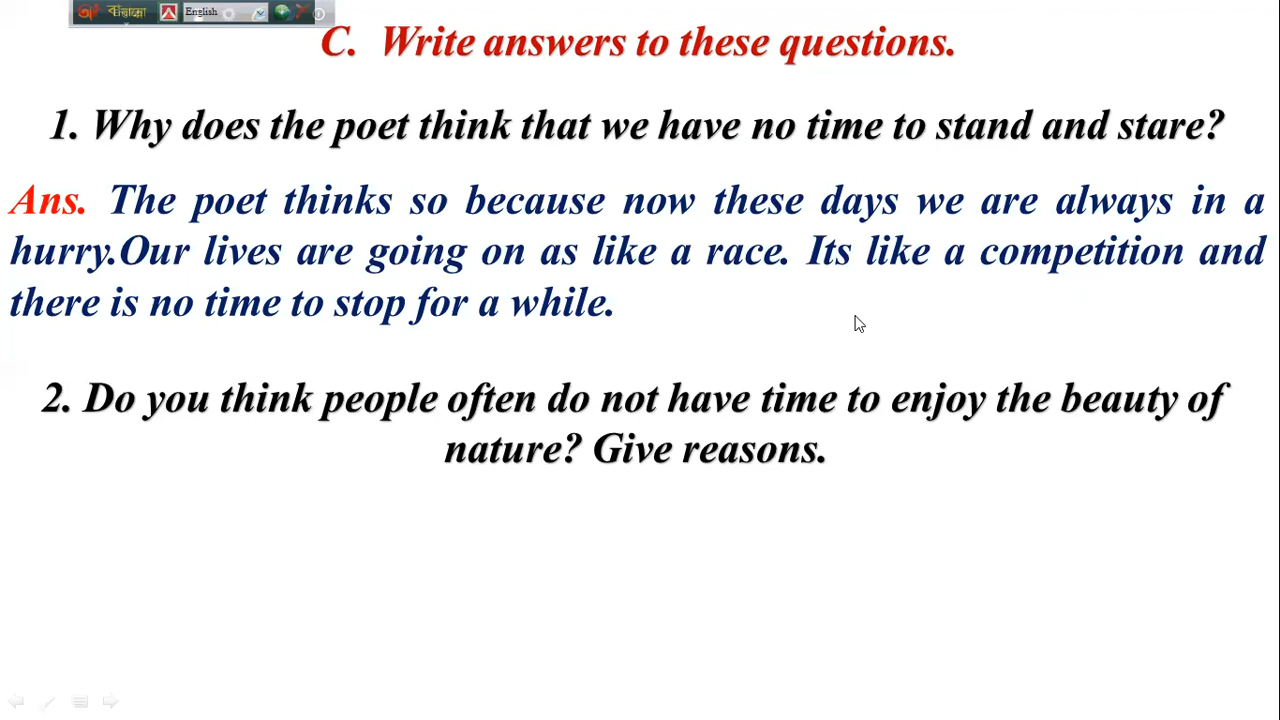 English
C. Write answers to these questions.
1. Why does the poet think that we have no time to stand and stare?
Ans. The poet thinks so because now these days we are always in a
hurry.Our lives are going on as like a race. Its like a competition and
there is no time to stop for a while.
2. Do you think people often do not have time to enjoy the beauty of
nature? Give reasons.